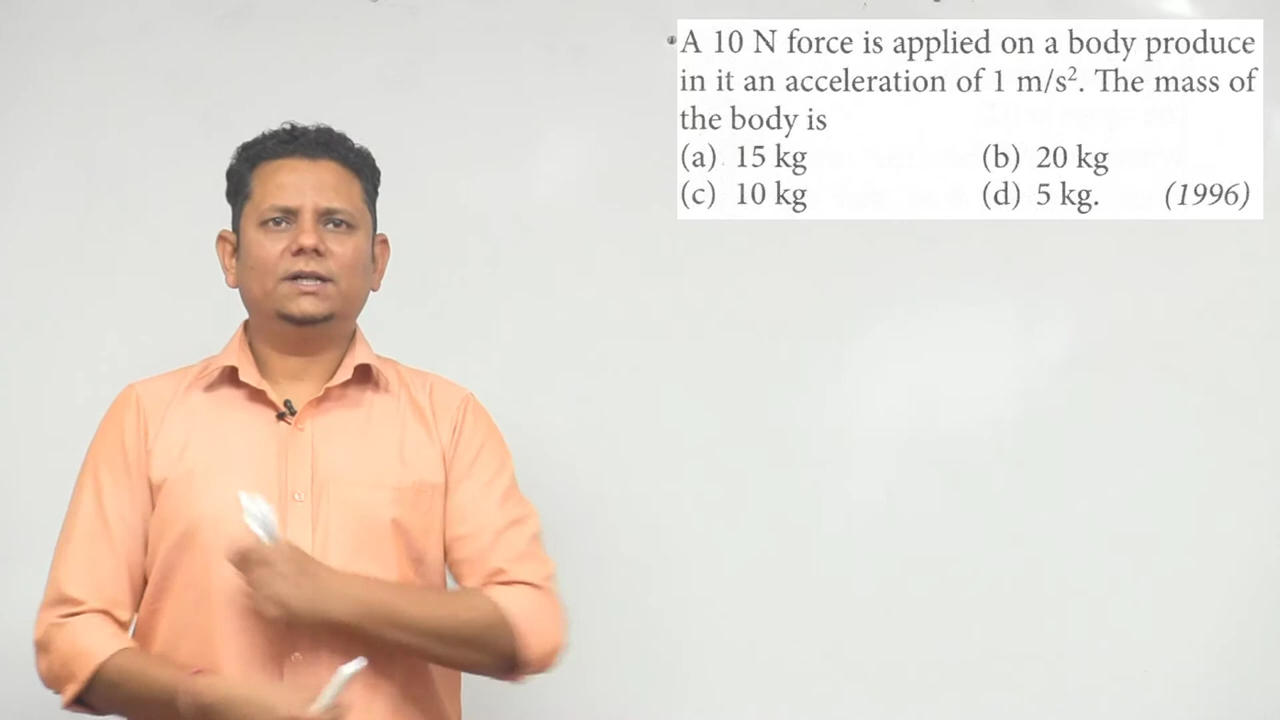 A 10 N force is applied on a body produce
in it an acceleration of 1 m/s². The mass of
the body is
(a) 15 kg (b) 20 kg
(c) 10 kg (d) 5 kg. (1996)